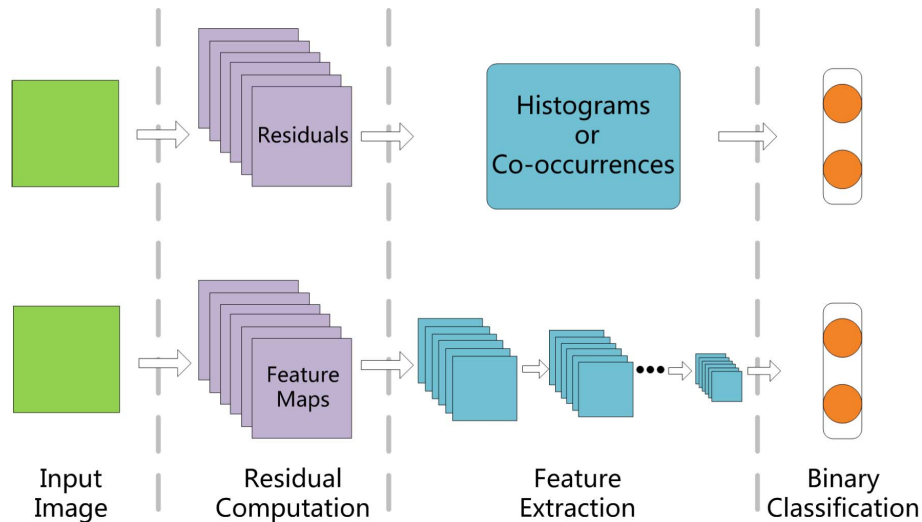 Residuals
Histograms
or
Co-occurrences
Feature
Maps
Input
Image
Residual
Computation
Feature
Extraction
Binary
Classification